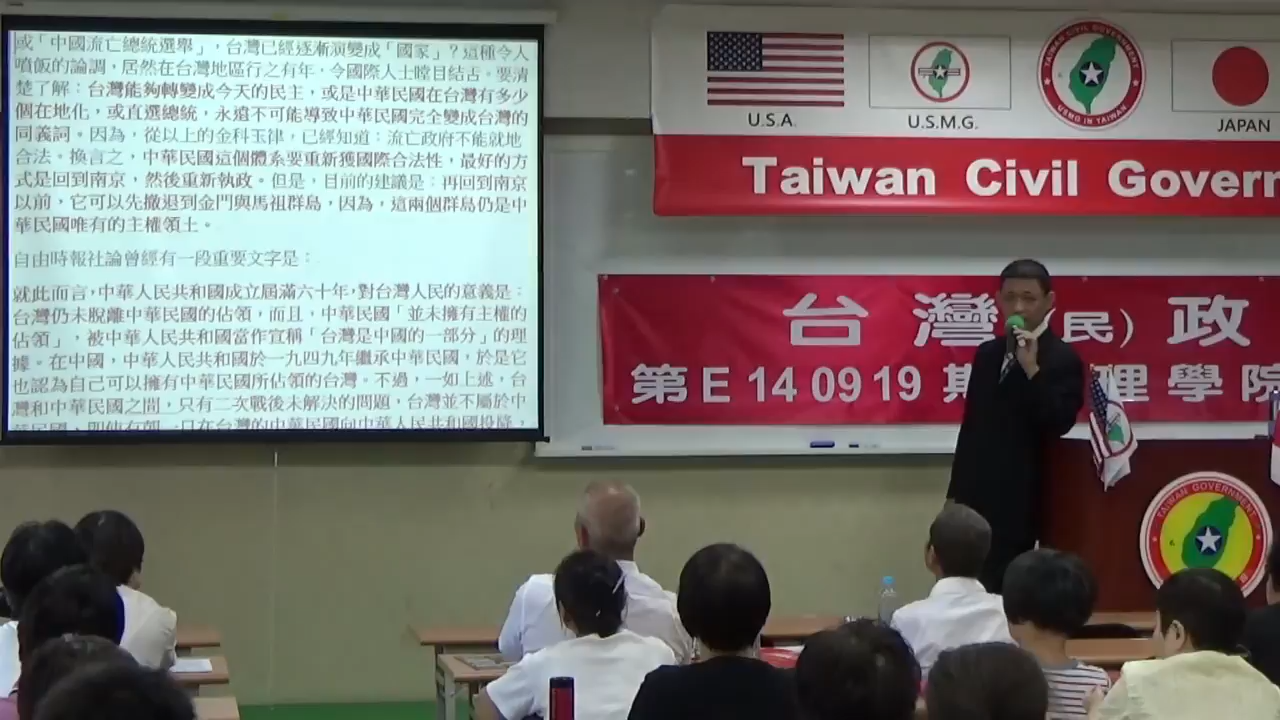 或「中國流亡總統選舉」，台灣已經逐漸演變成「國家」？這種令人
噴飯的論調，居然在台灣地區行之有年，令國際人士瞠目結舌。要清
楚了解：台灣能夠轉變成今天的民主，或是中華民國在台灣有多少
個在地化，或直選總統，永遠不可能導致中華民國完全變成台灣的
同義詞。因為，從以上的金科玉律，已經知道：流亡政府不能就地
合法。換言之，中華民國這個體系要重新獲國際合法性，最好的方
式是回到南京，然後重新執政。但是，目前的建議是：再回到南京
以前，它可以先撤退到金門與馬祖群島，因為，這兩個群島仍是中
華民國唯有的主權領土。
自由時報社論曾經有一段重要文字是：
就此而言，中華人民共和國成立屆滿六十年，對台灣人民的意義是：
台灣仍未脫離中華民國的佔領，而且，中華民國「並未擁有主權的
佔領」，被中華人民共和國當作宣稱「台灣是中國的一部分」的理
據。在中國，中華人民共和國於一九四九年繼承中華民國，於是它
也認為自己可以擁有中華民國所佔領的台灣。不過，一如上述，台
灣和中華民國之間，只有二次戰後未解決的問題，台灣並不屬於中
U.S.A.
U.S.M.G.
TAIWAN CIVIL GOVERNMENT
USMG IN TAIWAN
JAPAN
Taiwan Civil Govern
台灣（民）政
第E140919期 理學院
TAIWAN GOVERNMENT